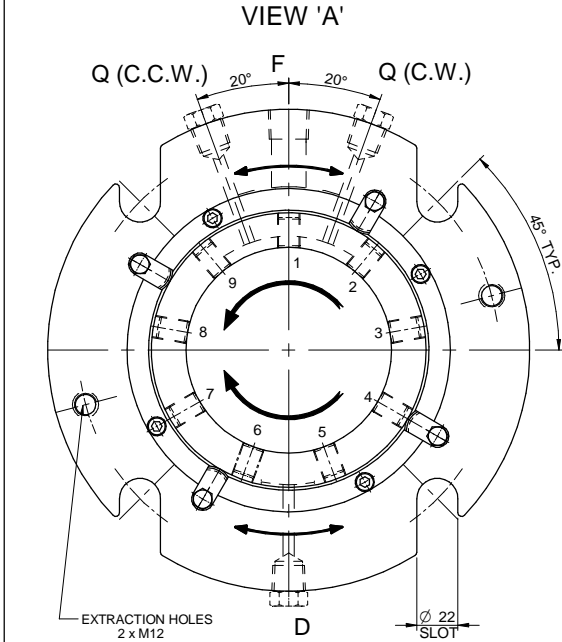 VIEW 'A'
F
Q (C.C.W.)
20°
20°
Q (C.W.)
45° TYP.
1
9
2
8
3
7
4
6
5
EXTRACTION HOLES
2 x M12
D
Ø 22
SLOT